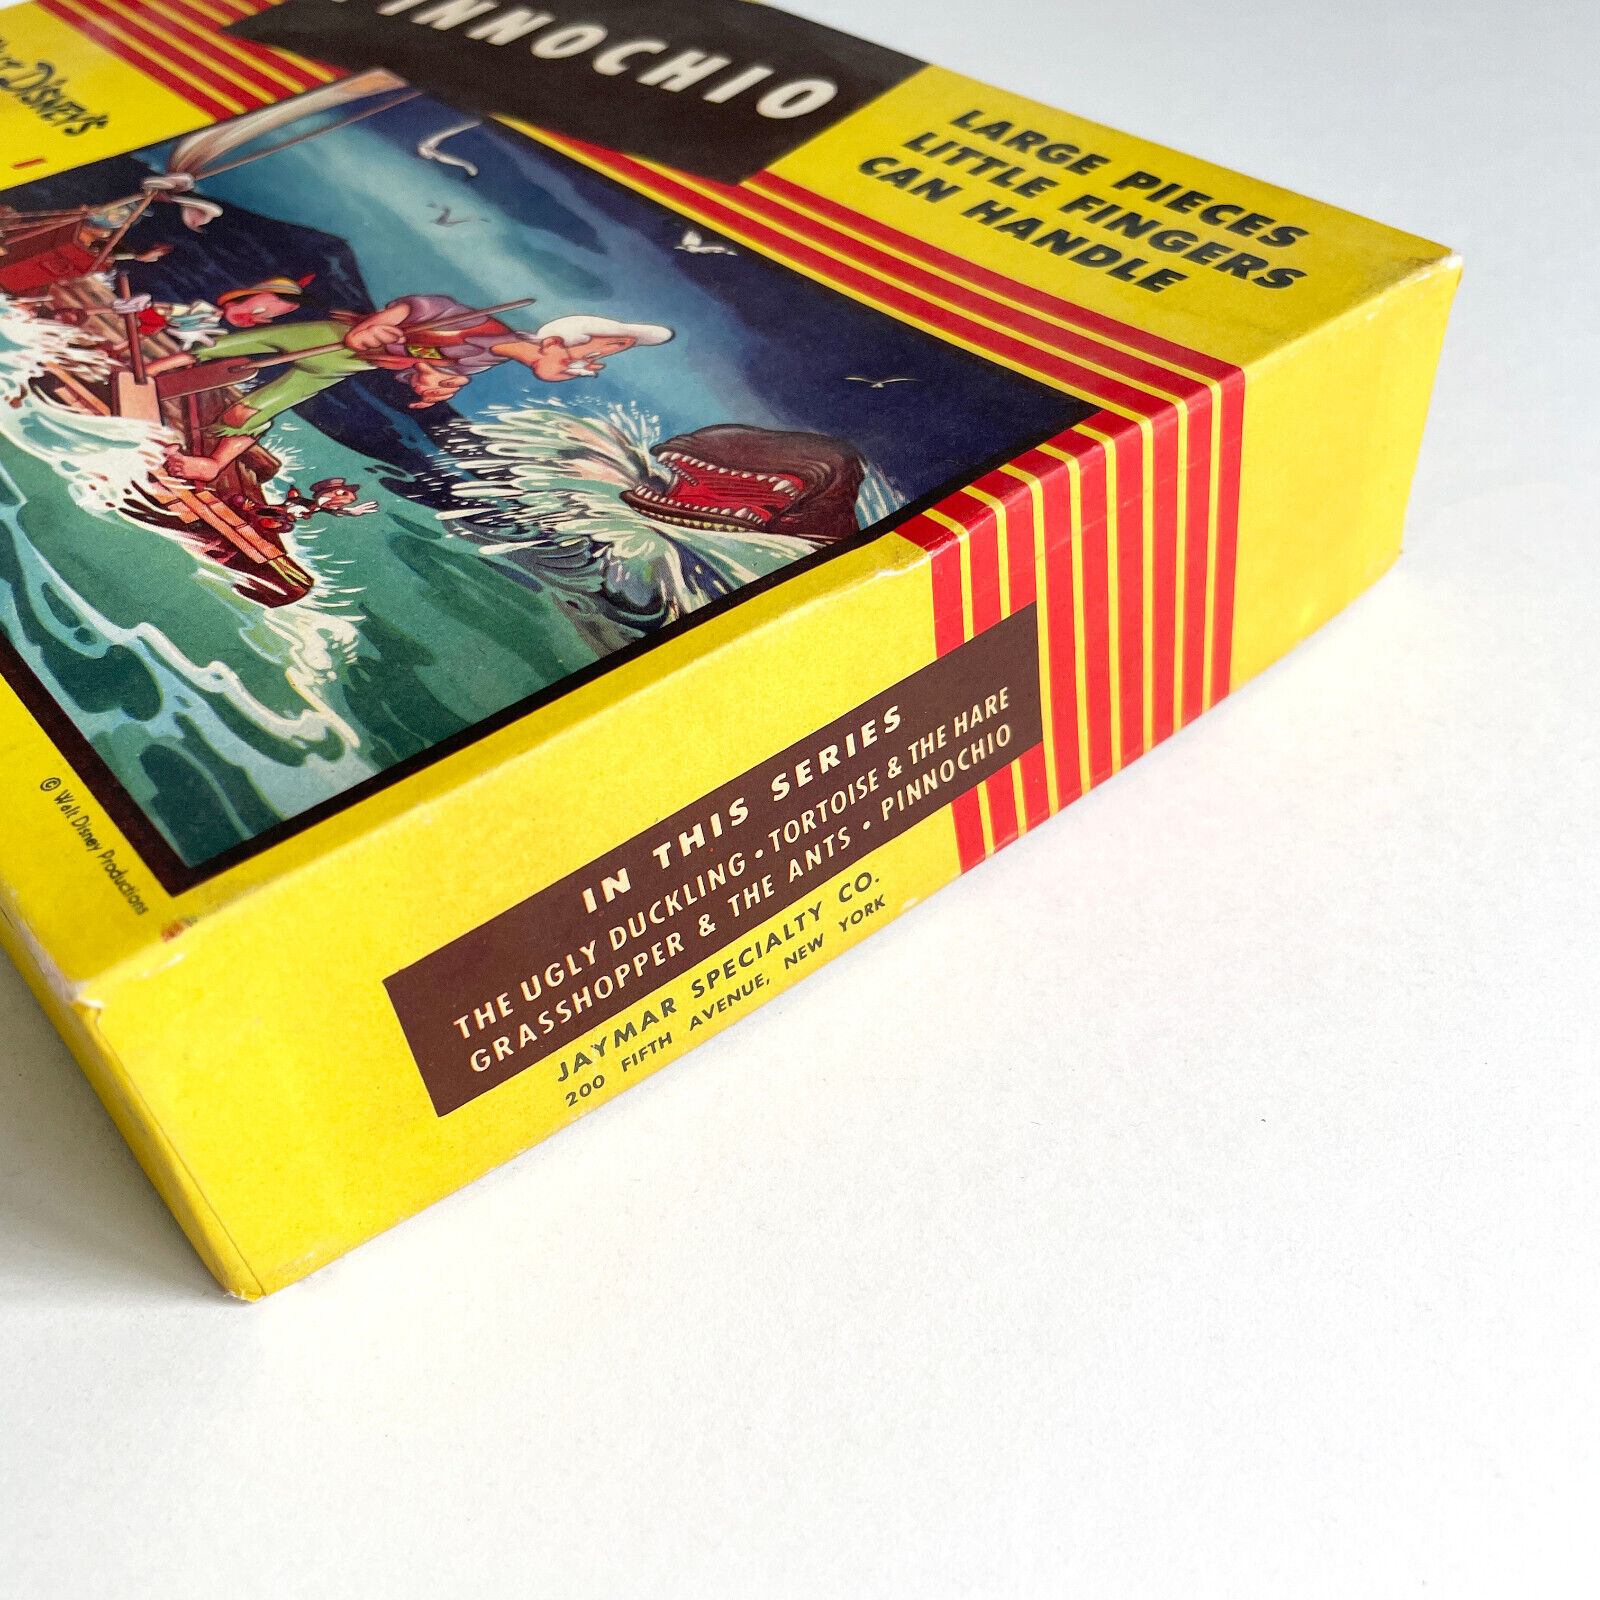 INNOCHIO
DISNEY'S
LARGE PIECES
LITTLE FINGERS
CAN HANDLE
© Walt Disney Productions
IN THIS SERIES
THE UGLY DUCKLING • TORTOISE & THE HARE
GRASSHOPPER & THE ANTS • PINNOCHIO
JAYMAR SPECIALTY CO.
200 FIFTH AVENUE, NEW YORK